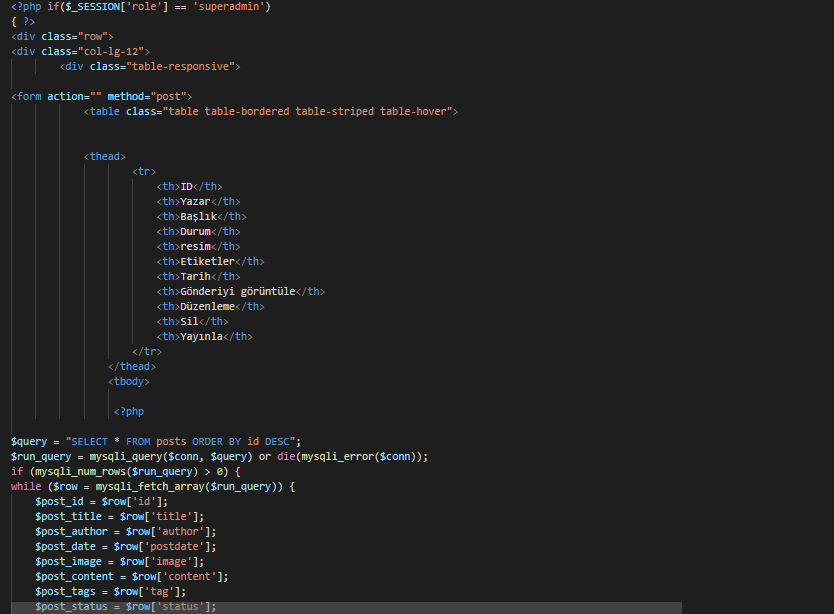 <?php if($_SESSION['role'] == 'superadmin')
{ ?>
<div class="row">
<div class="col-lg-12">
<div class="table-responsive">
<form action="" method="post">
<table class="table table-bordered table-striped table-hover">
<thead>
<tr>
<th>ID</th>
<th>Yazar</th>
<th>Başlık</th>
<th>Durum</th>
<th>resim</th>
<th>Etiketler</th>
<th>Tarih</th>
<th>Gönderiyi görüntüle</th>
<th>Düzenleme</th>
<th>Sil</th>
<th>Yayınla</th>
</tr>
</thead>
<tbody>
<?php
$query = "SELECT * FROM posts ORDER BY id DESC";
$run_query = mysqli_query($conn, $query) or die(mysqli_error($conn));
if (mysqli_num_rows($run_query) > 0) {
while ($row = mysqli_fetch_array($run_query)) {
$post_id = $row['id'];
$post_title = $row['title'];
$post_author = $row['author'];
$post_date = $row['postdate'];
$post_image = $row['image'];
$post_content = $row['content'];
$post_tags = $row['tag'];
$post_status = $row['status'];